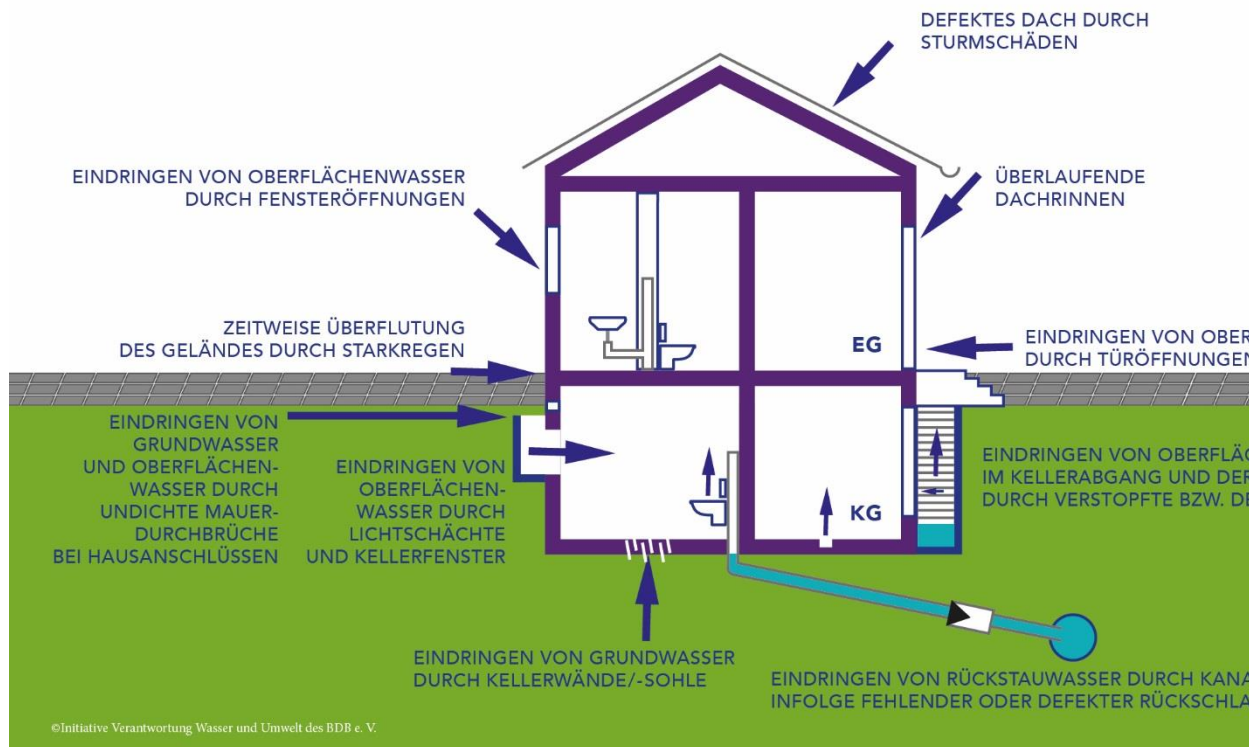 DEFEKTES DACH DURCH
STURMSCHÄDEN
EINDRINGEN VON OBERFLÄCHENWASSER
DURCH FENSTERÖFFNUNGEN
ÜBERLAUFENDE
DACHRINNEN
ZEITWEISE ÜBERFLUTUNG
DES GELÄNDES DURCH STARKREGEN
EG
EINDRINGEN VON OBER
DURCH TÜRÖFFNUNGEN
EINDRINGEN VON
GRUNDWASSER
UND OBERFLÄCHEN-
WASSER DURCH
UNDICHTE MAUER-
DURCHBRÜCHE
BEI HAUSANSCHLÜSSEN
EINDRINGEN VON
OBERFLÄCHEN-
WASSER DURCH
LICHTSCHÄCHTE
UND KELLERFENSTER
KG
EINDRINGEN VON OBERFLÄC
IM KELLERABGANG UND DER
DURCH VERSTOPFTE BZW. DE
EINDRINGEN VON GRUNDWASSER
DURCH KELLERWÄNDE/-SOHLE
EINDRINGEN VON RÜCKSTAUWASSER DURCH KANA
INFOLGE FEHLENDER ODER DEFEKTER RÜCKSCHLA
©Initiative Verantwortung Wasser und Umwelt des BDB e. V.